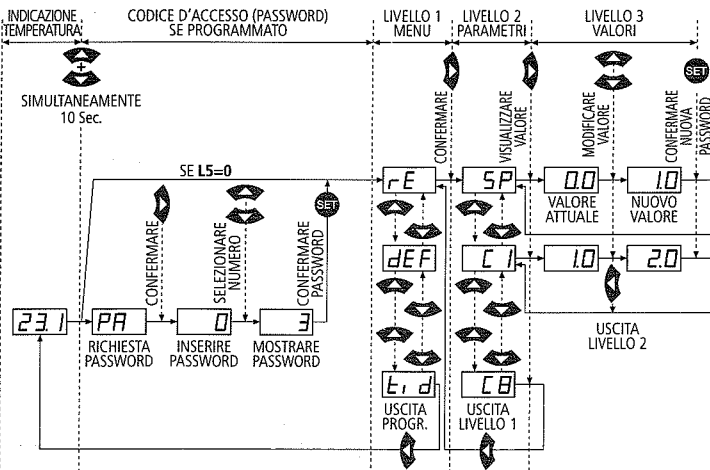 INDICAZIONE TEMPERATURA
CODICE D'ACCESSO (PASSWORD)
SE PROGRAMMATO
LIVELLO 1
MENU
LIVELLO 2
PARAMETRI
LIVELLO 3
VALORI
+
SIMULTANEAMENTE
10 Sec.
SET
CONFERMARE
VISUALIZZARE
VALORE
MODIFICARE
VALORE
CONFERMARE
NUOVA
PASSWORD
SE L5=0
rE
SP
0.0
1.0
VALORE
ATTUALE
NUOVO
VALORE
CONFERMARE
SELEZIONARE
NUMERO
SET
CONFERMARE
PASSWORD
dEF
C1
1.0
2.0
23.1
PA
0
3
RICHIESTA
PASSWORD
INSERIRE
PASSWORD
MOSTRARE
PASSWORD
USCITA
LIVELLO 2
tid
C8
USCITA
PROGR.
USCITA
LIVELLO 1